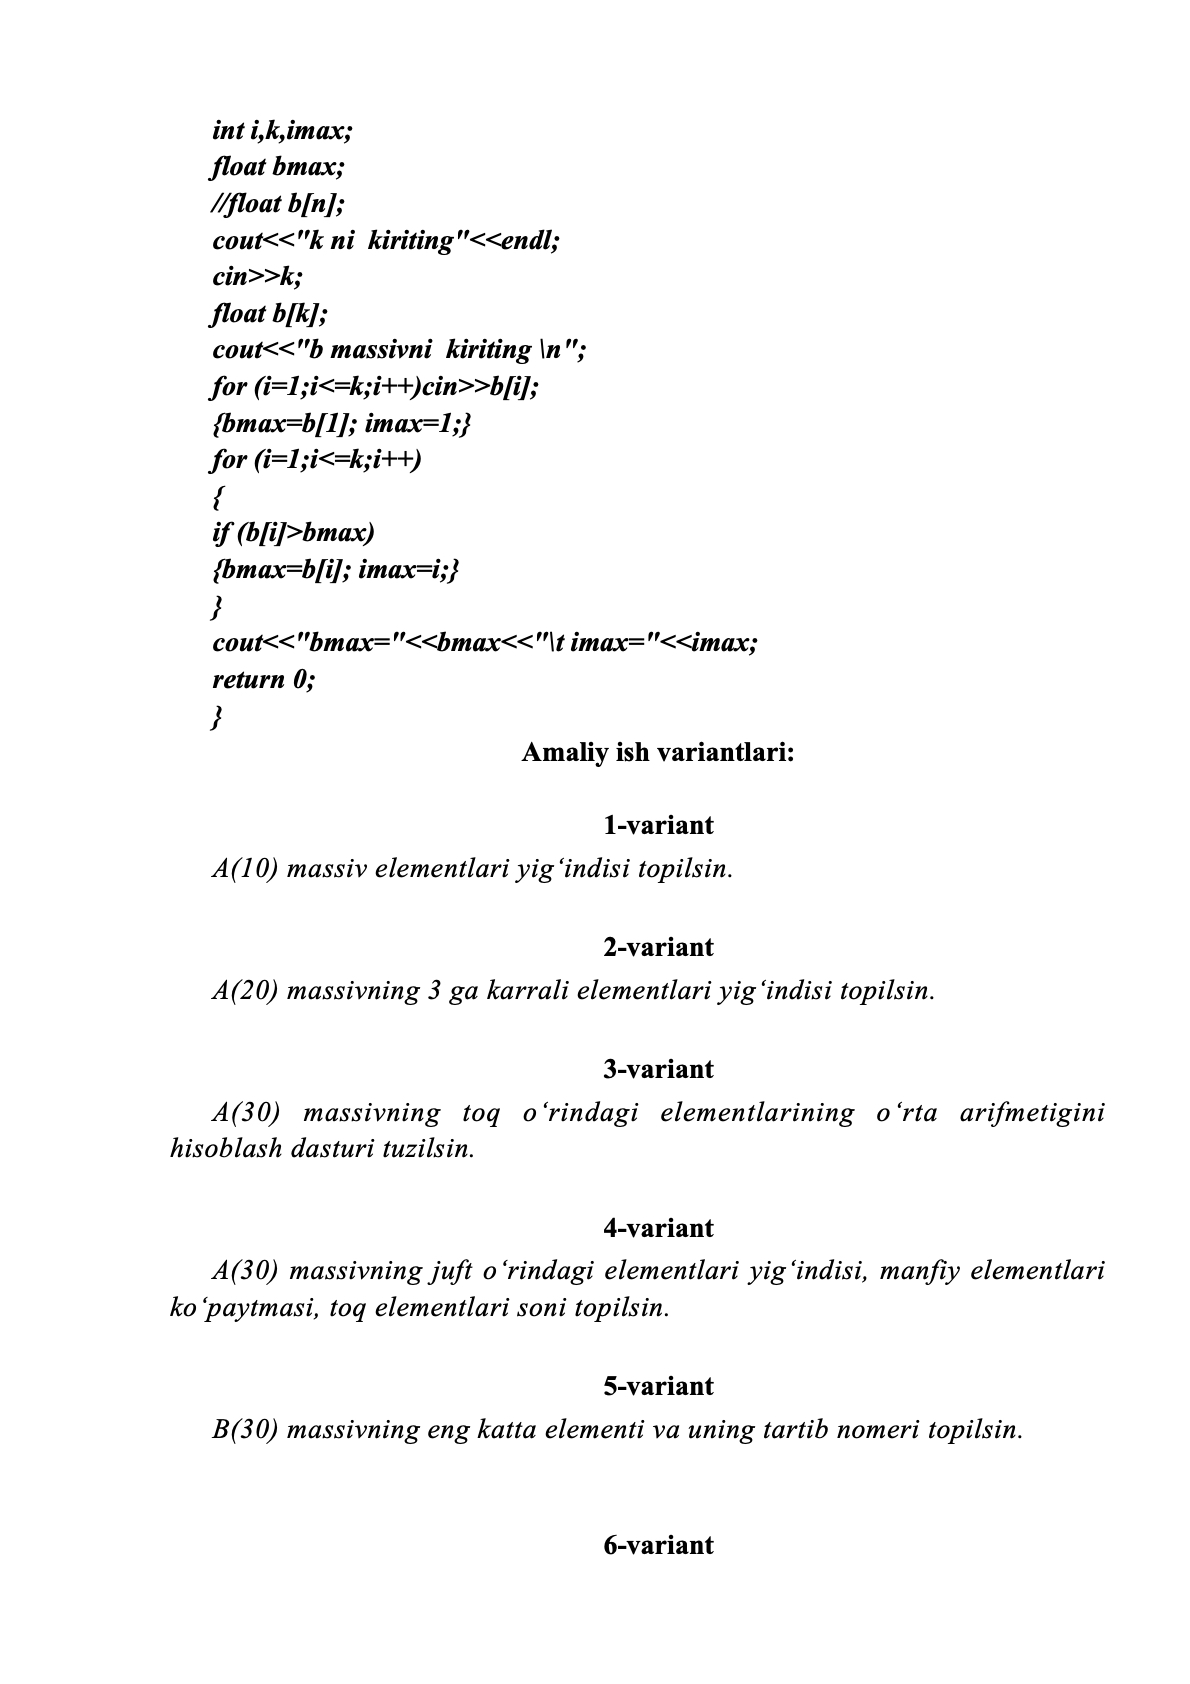 int i,k,imax;
float bmax;
//float b[n];
cout<<"k ni  kiriting"<<endl;
cin>>k;
float b[k];
cout<<"b massivni  kiriting \n";
for (i=1;i<=k;i++)cin>>b[i];
{bmax=b[1]; imax=1;}
for (i=1;i<=k;i++)
{
if (b[i]>bmax)
{bmax=b[i]; imax=i;}
}
cout<<"bmax="<<bmax<<"\t imax="<<imax;
return 0;
}
Amaliy ish variantlari:
1-variant
A(10) massiv elementlari yig‘indisi topilsin.
2-variant
A(20) massivning 3 ga karrali elementlari yig‘indisi topilsin.
3-variant
A(30) massivning toq o‘rindagi elementlarining o‘rta arifmetigini
hisoblash dasturi tuzilsin.
4-variant
A(30) massivning juft o‘rindagi elementlari yig‘indisi, manfiy elementlari
ko‘paytmasi, toq elementlari soni topilsin.
5-variant
B(30) massivning eng katta elementi va uning tartib nomeri topilsin.
6-variant